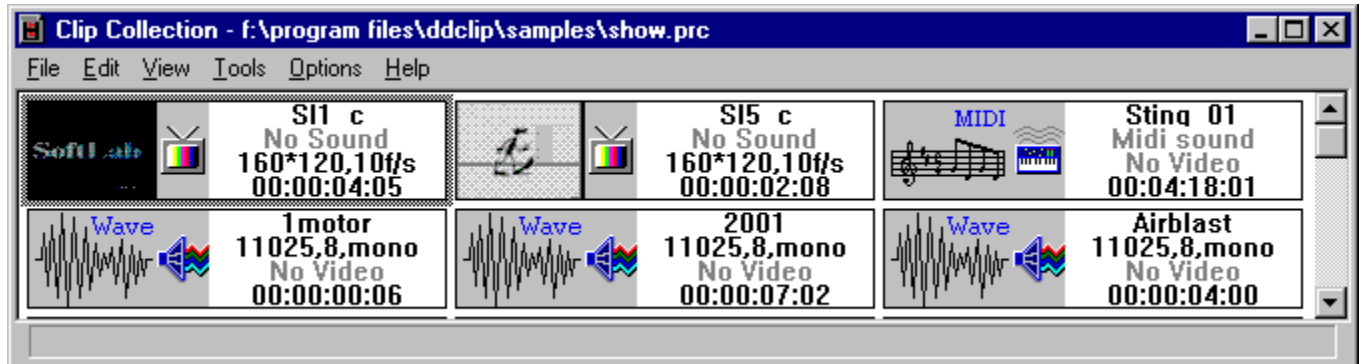 Clip Collection - f:\program files\ddclip\samples\show.prc
File Edit View Tools Options Help
SoftLab
SI1 c
No Sound
160*120,10f/s
00:00:04:05
SI5 c
No Sound
160*120,10f/s
00:00:02:08
MIDI
Sting 01
Midi sound
No Video
00:04:18:01
Wave
1motor
11025,8,mono
No Video
00:00:00:06
Wave
2001
11025,8,mono
No Video
00:00:07:02
Wave
Airblast
11025,8,mono
No Video
00:00:04:00